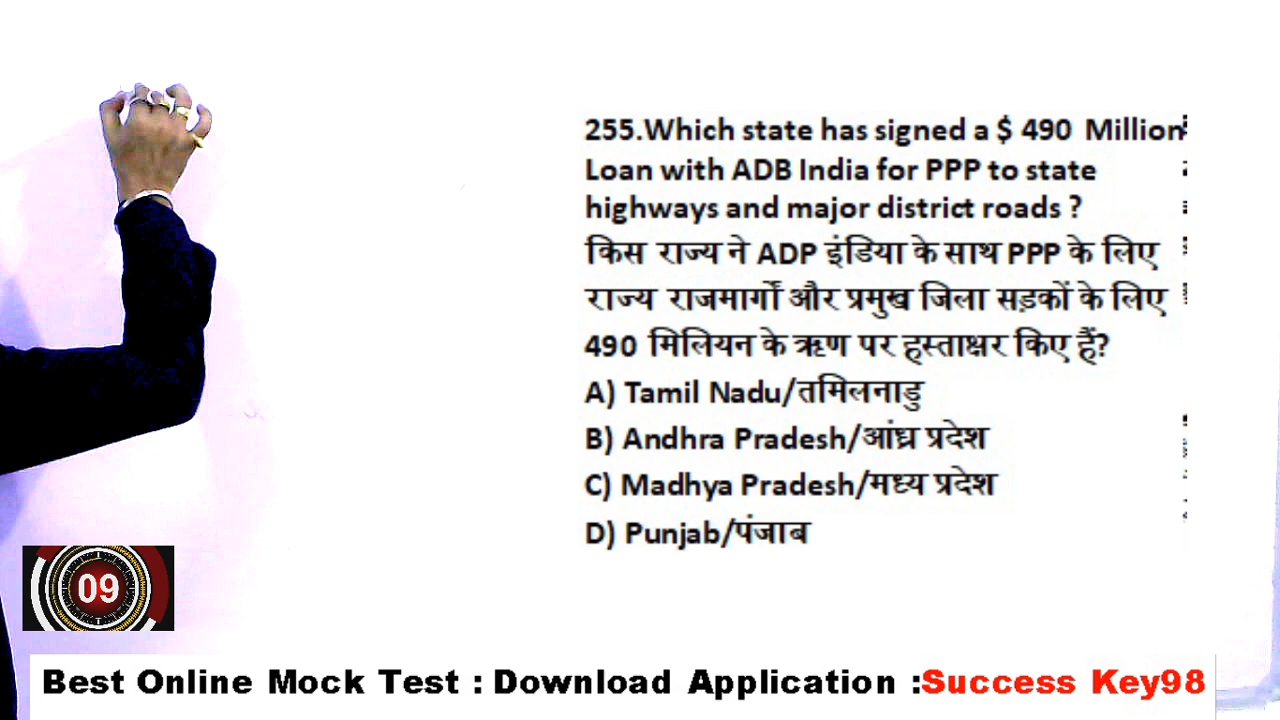 255.Which state has signed a $ 490 Million
Loan with ADB India for PPP to state
highways and major district roads ?
किस राज्य ने ADP इंडिया के साथ PPP के लिए
राज्य राजमार्गों और प्रमुख जिला सड़कों के लिए
490 मिलियन के ऋण पर हस्ताक्षर किए हैं?
A) Tamil Nadu/तमिलनाडु
B) Andhra Pradesh/आंध्र प्रदेश
C) Madhya Pradesh/मध्य प्रदेश
D) Punjab/पंजाब
09
Best Online Mock Test : Download Application :Success Key98